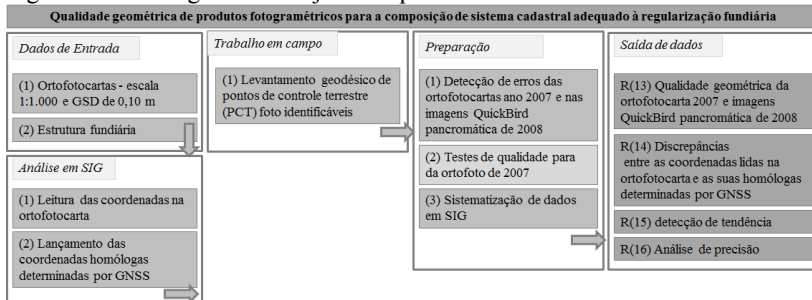 Qualidade geométrica de produtos fotogramétricos para a composição de sistema cadastral adequado à regularização fundiária
Dados de Entrada
(1) Ortofotocartas - escala
1:1.000 e GSD de 0,10 m
(2) Estrutura fundiária
Análise em SIG
(1) Leitura das coordenadas na
ortofotocarta
(2) Lançamento das
coordenadas homólogas
determinadas por GNSS
Trabalho em campo
(1) Levantamento geodésico de
pontos de controle terrestre
(PCT) foto identificáveis
Preparação
(1) Detecção de erros das
ortofotocartas ano 2007 e nas
imagens QuickBird
pancromática de 2008
(2) Testes de qualidade para
da ortofoto de 2007
(3) Sistematização de dados
em SIG
Saída de dados
R(13) Qualidade geométrica da
ortofotocarta 2007 e imagens
QuickBird pancromática de 2008
R(14) Discrepâncias
entre as coordenadas lidas na
ortofotocarta e as suas homólogas
determinadas por GNSS
R(15) detecção de tendência
R(16) Análise de precisão